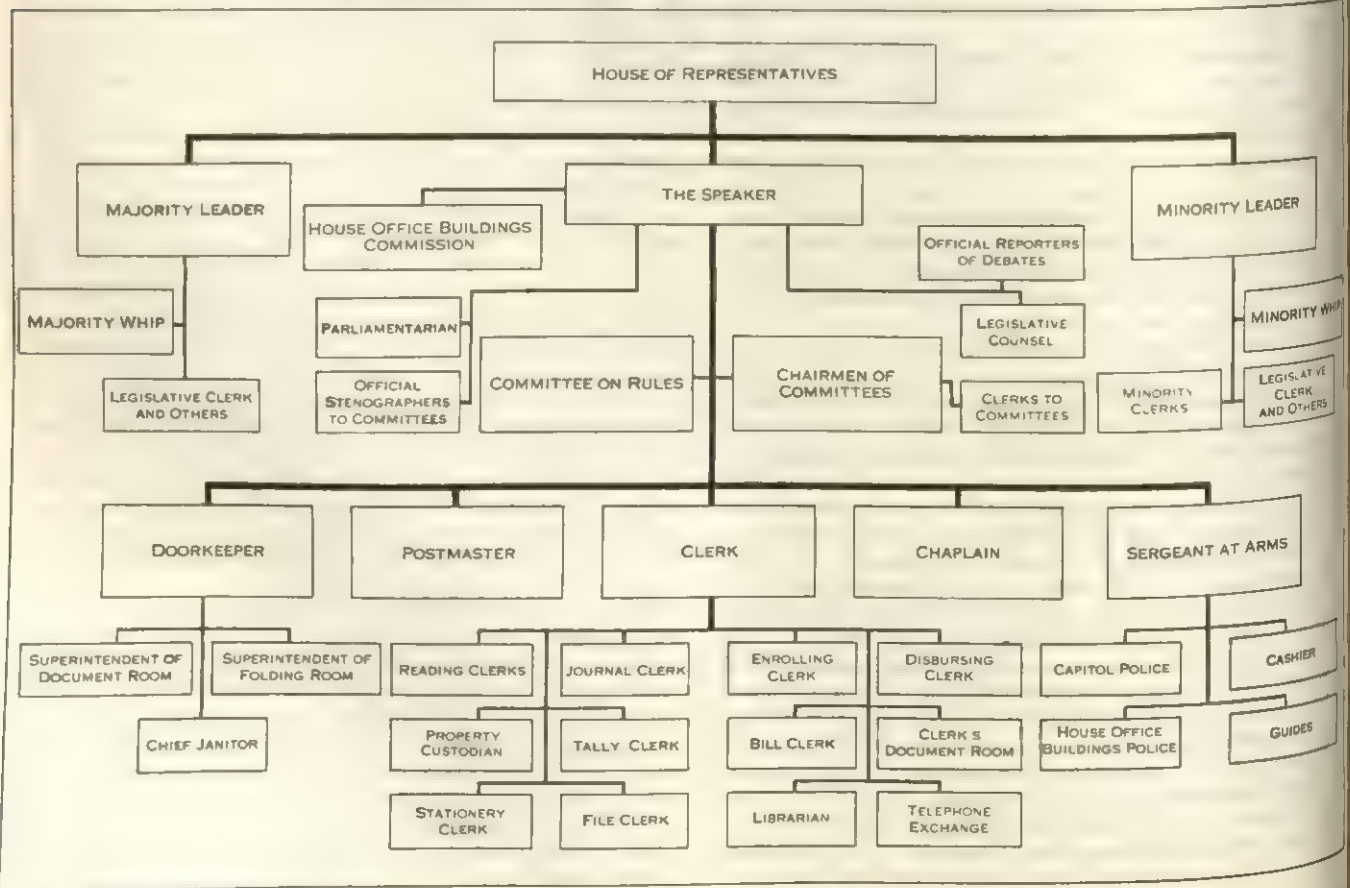 HOUSE OF REPRESENTATIVES
MAJORITY LEADER
THE SPEAKER
MINORITY LEADER
HOUSE OFFICE BUILDINGS
COMMISSION
OFFICIAL REPORTERS
OF DEBATES
MAJORITY WHIP
PARLIAMENTARIAN
LEGISLATIVE
COUNSEL
MINORITY WHIP
LEGISLATIVE CLERK
AND OTHERS
OFFICIAL
STENOGRAPHERS
TO COMMITTEES
COMMITTEE ON RULES
CHAIRMEN OF
COMMITTEES
CLERKS TO
COMMITTEES
MINORITY
CLERKS
LEGISLATIVE
CLERK
AND OTHERS
DOORKEEPER
POSTMASTER
CLERK
CHAPLAIN
SERGEANT AT ARMS
SUPERINTENDENT OF
DOCUMENT ROOM
SUPERINTENDENT OF
FOLDING ROOM
READING CLERKS
JOURNAL CLERK
ENROLLING
CLERK
DISBURSING
CLERK
CAPITOL POLICE
CASHIER
CHIEF JANITOR
PROPERTY
CUSTODIAN
TALLY CLERK
BILL CLERK
CLERK S
DOCUMENT ROOM
HOUSE OFFICE
BUILDINGS POLICE
GUIDES
STATIONERY
CLERK
FILE CLERK
LIBRARIAN
TELEPHONE
EXCHANGE